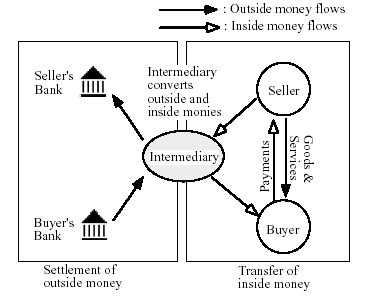 : Outside money flows
: Inside money flows
Seller's
Bank
Intermediary
converts
outside and
inside monies
Seller
Intermediary
Payments
Goods &
Services
Buyer's
Bank
Buyer
Settlement of
outside money
Transfer of
inside money